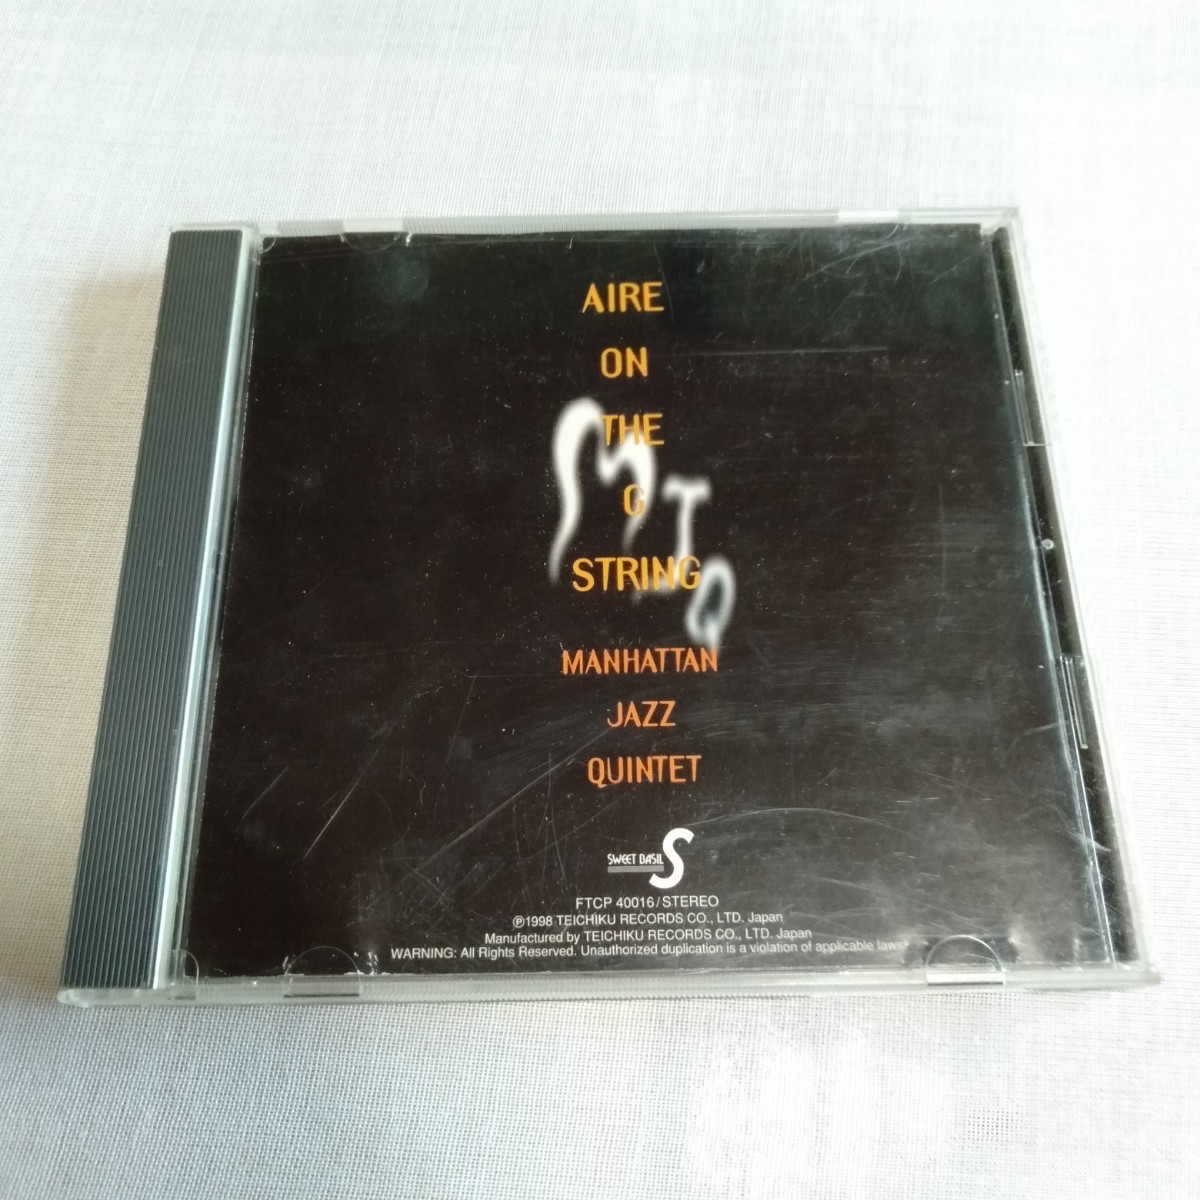 AIRE
ON
THE
G
STRING
MJQ
MANHATTAN
JAZZ
QUINTET
SWEET BASIL S
FTCP 40016/STEREO
℗1998 TEICHIKU RECORDS CO., LTD. Japan
Manufactured by TEICHIKU RECORDS CO., LTD. Japan
WARNING: All Rights Reserved. Unauthorized duplication is a violation of applicable laws.